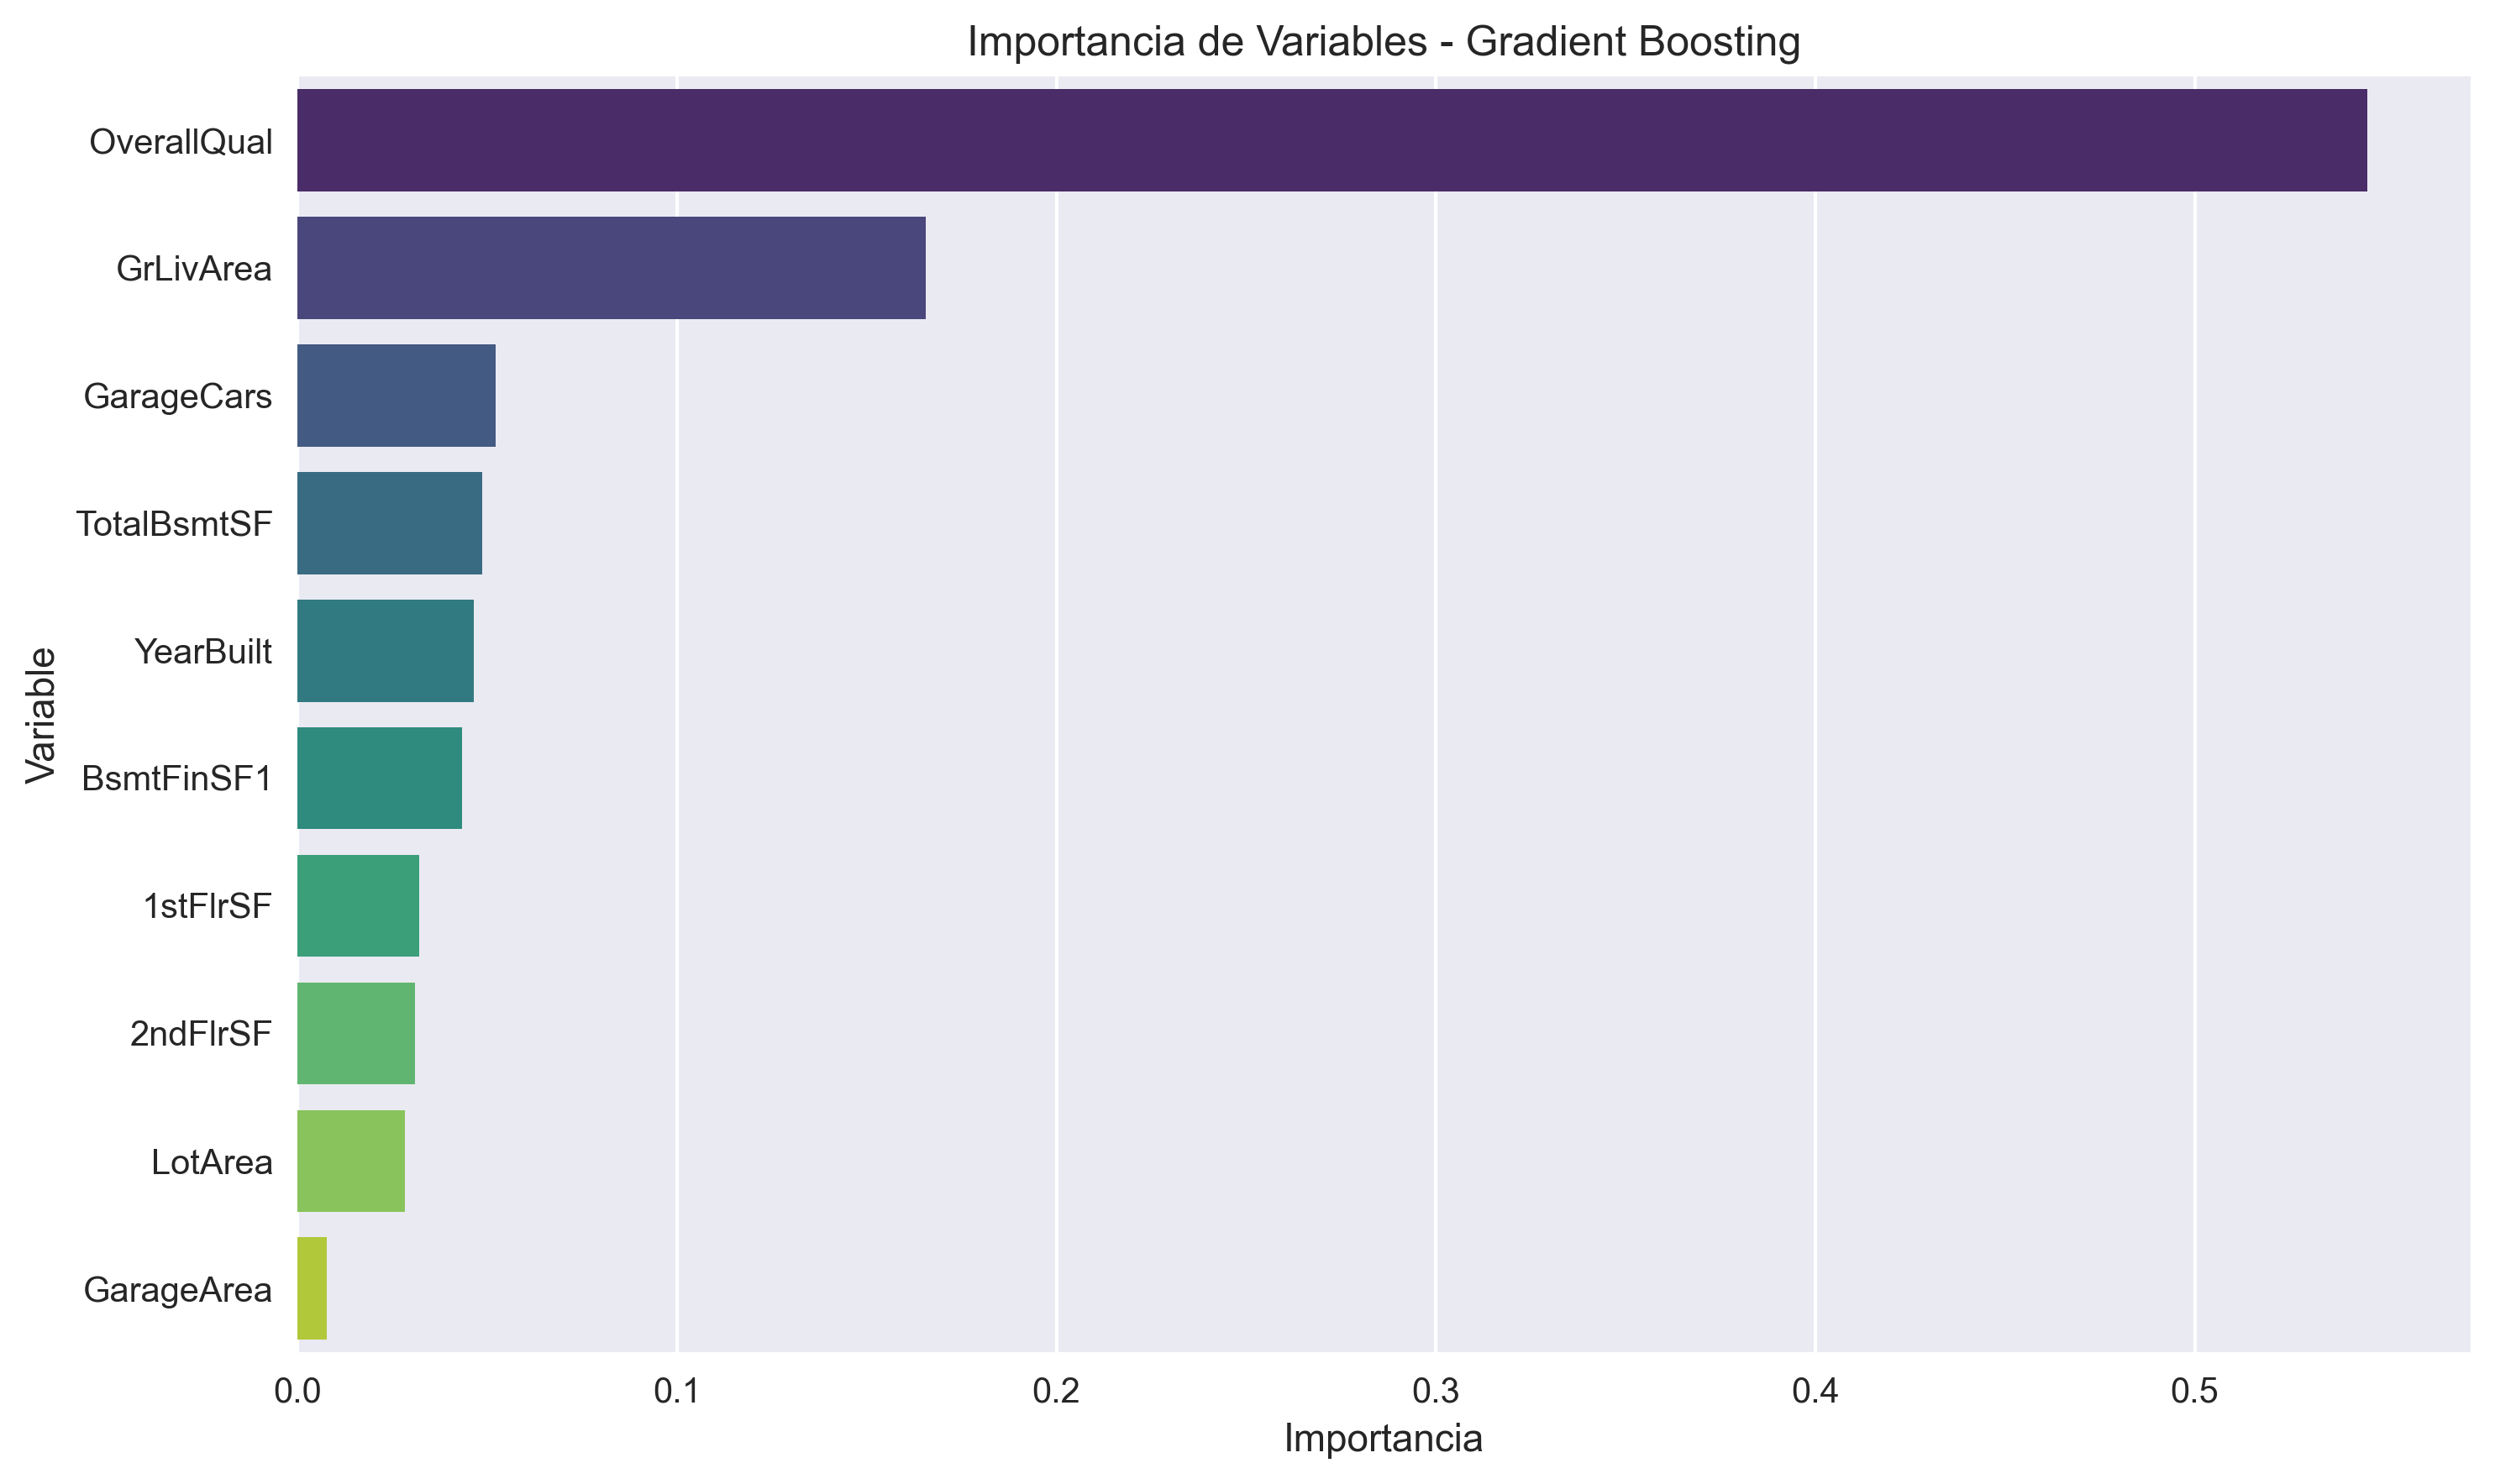 Importancia de Variables - Gradient Boosting
Variable
OverallQual
GrLivArea
GarageCars
TotalBsmtSF
YearBuilt
BsmtFinSF1
1stFlrSF
2ndFlrSF
LotArea
GarageArea
0.0 0.1 0.2 0.3 0.4 0.5
Importancia